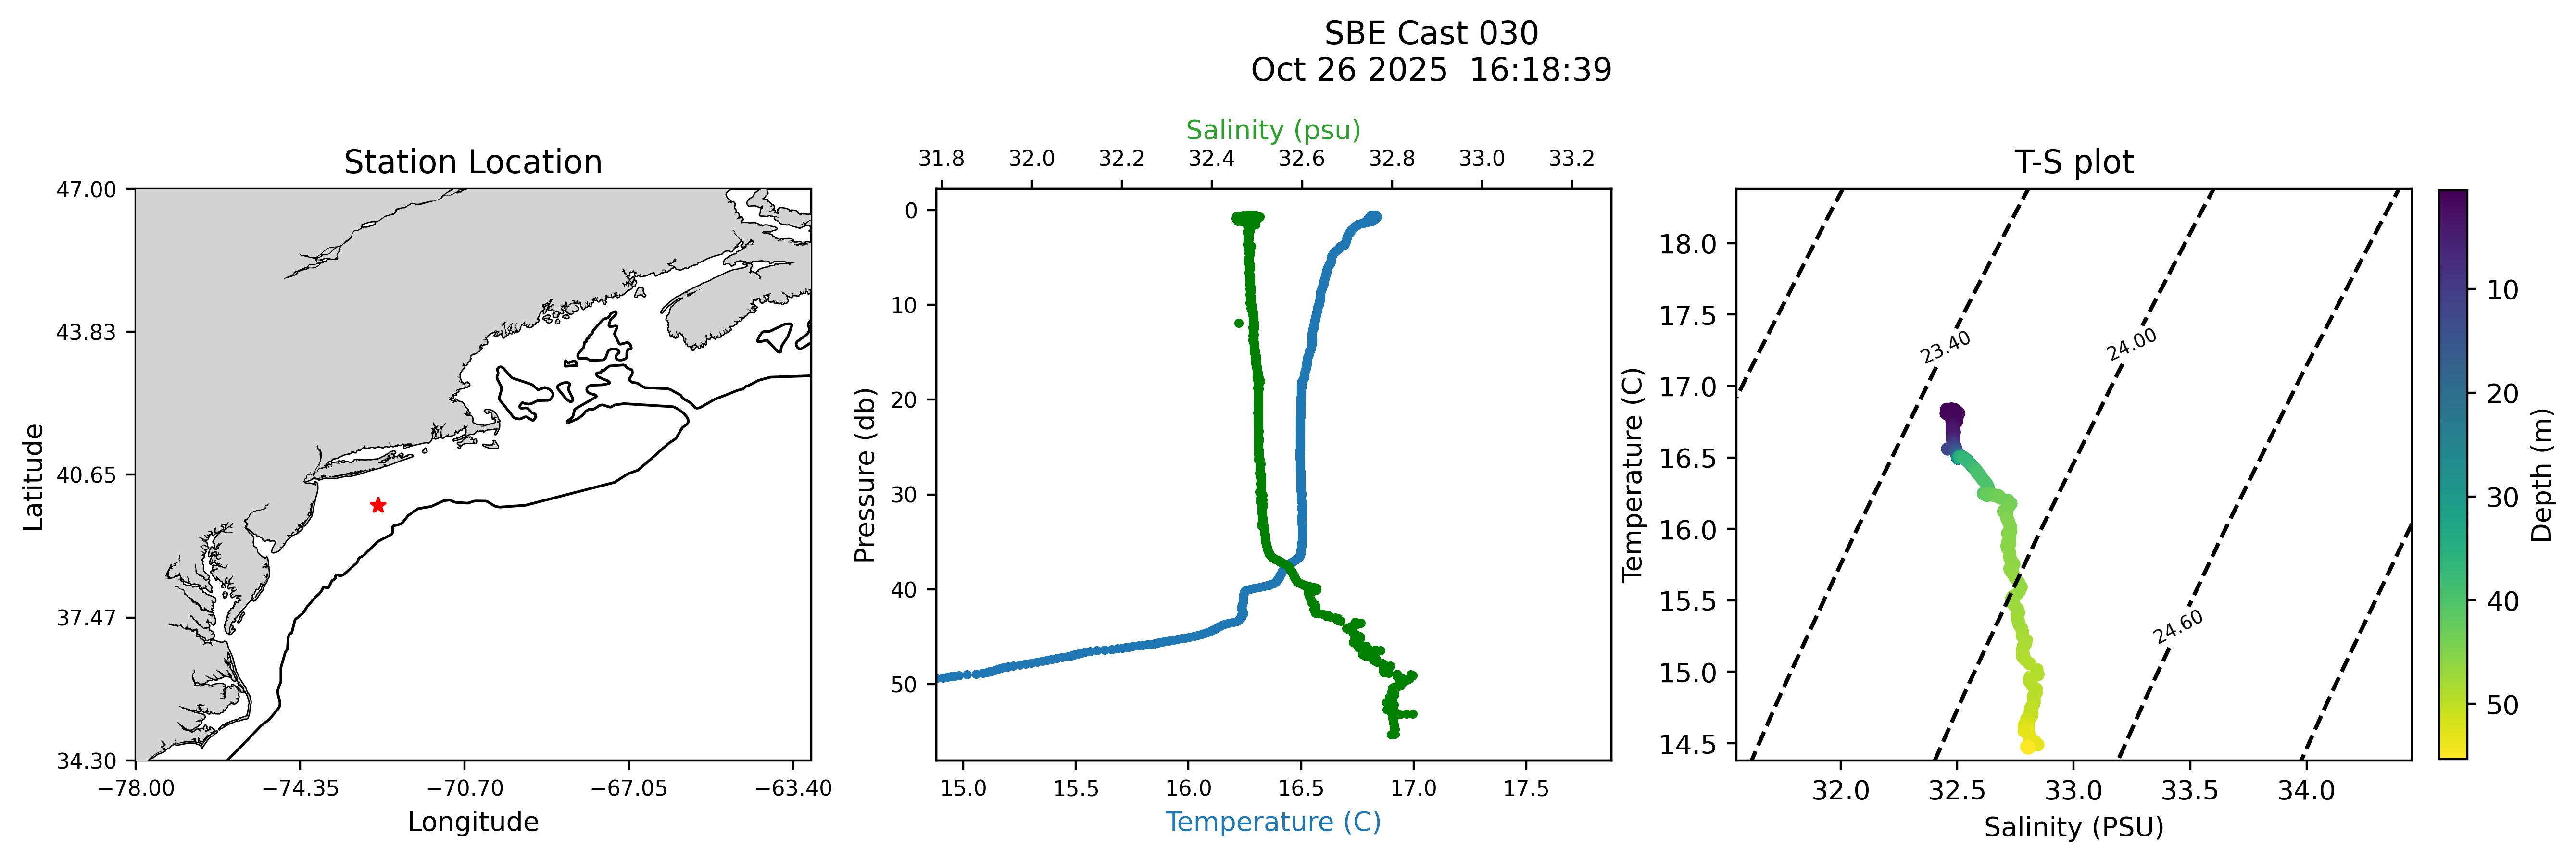 SBE Cast 030
Oct 26 2025  16:18:39
Station Location
47.00
43.83
40.65
37.47
34.30
−78.00 −74.35 −70.70 −67.05 −63.40
Latitude
Longitude
Salinity (psu)
31.8 32.0 32.2 32.4 32.6 32.8 33.0 33.2
0
10
20
30
40
50
Pressure (db)
15.0 15.5 16.0 16.5 17.0 17.5
Temperature (C)
T-S plot
18.0
17.5
17.0
16.5
16.0
15.5
15.0
14.5
Temperature (C)
23.40
24.00
24.60
32.0 32.5 33.0 33.5 34.0
Salinity (PSU)
10
20
30
40
50
Depth (m)